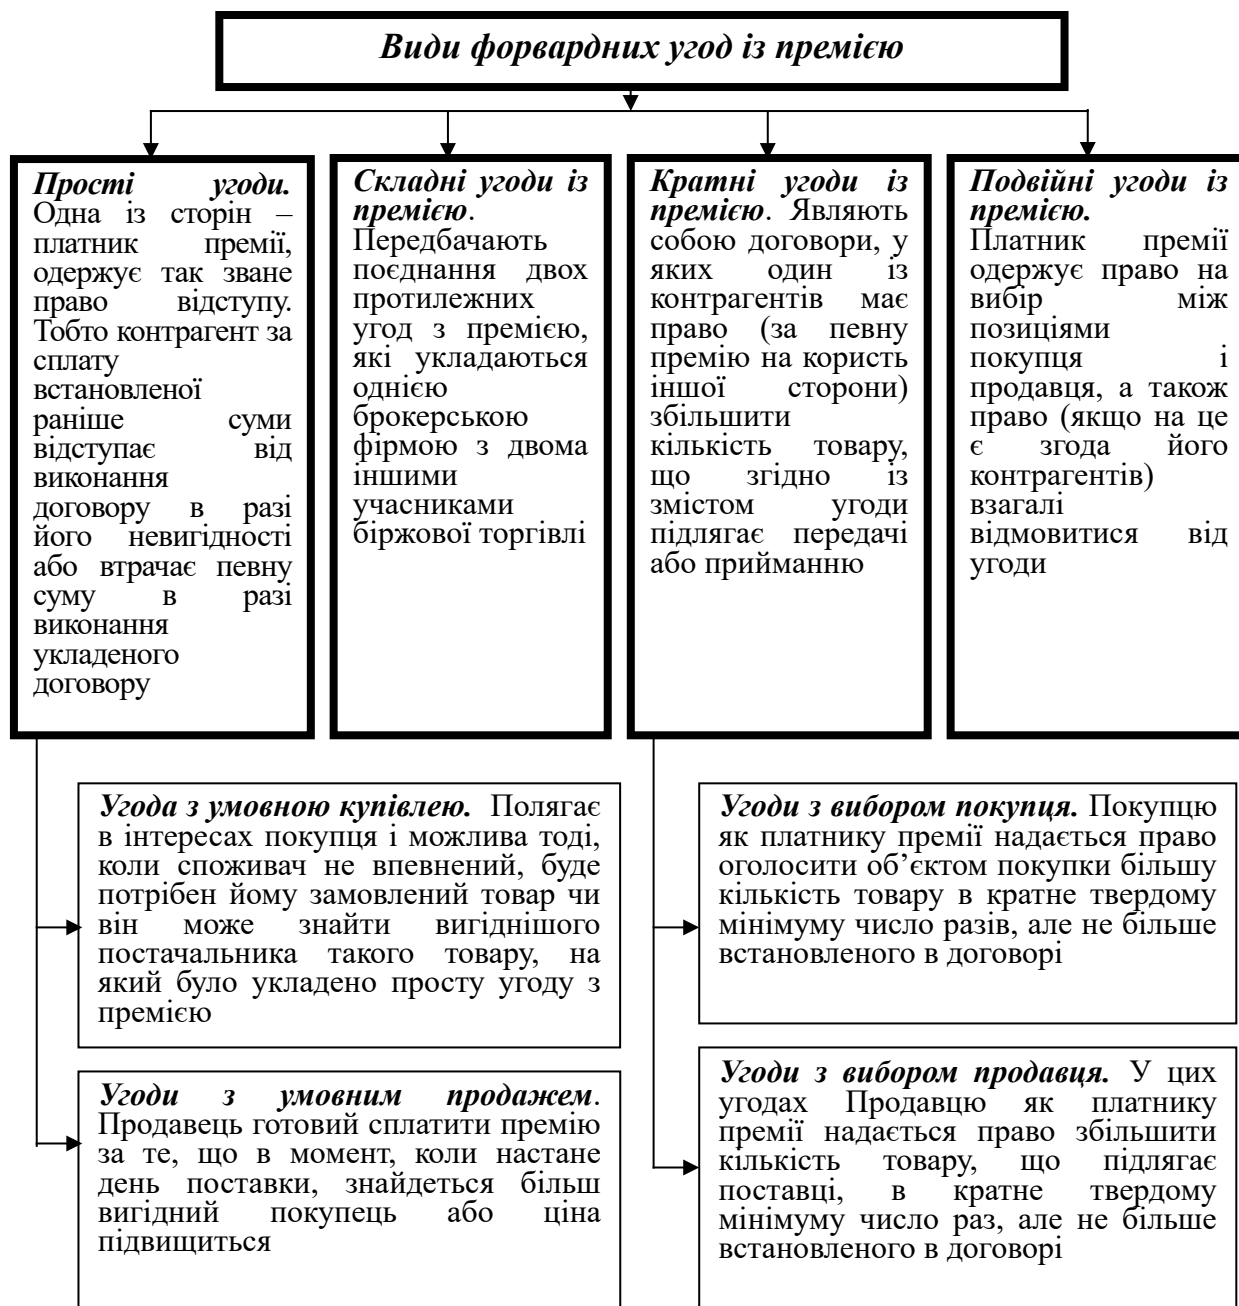 Види форвардних угод із премією
Прості угоди.
Одна із сторін –
платник премії,
одержує так зване
право відступу.
Тобто контрагент за
сплату
встановленої
раніше суми
відступає від
виконання
договору в разі
його невигідності
або втрачає певну
суму в разі
виконання
укладеного
договору
Складні угоди із
премією.
Передбачають
поєднання двох
протилежних
угод з премією,
які укладаються
однією
брокерською
фірмою з двома
іншими
учасниками
біржової торгівлі
Кратні угоди із
премією. Являють
собою договори, у
яких один із
контрагентів має
право (за певну
премію на користь
іншої сторони)
збільшити
кількість товару,
що згідно із
змістом угоди
підлягає передачі
або прийманню
Подвійні угоди із
премією.
Платник премії
одержує право на
вибір між
позиціями
покупця і
продавця, а також
право (якщо на це
є згода його
контрагентів)
взагалі
відмовитися від
угоди
Угода з умовною купівлею. Полягає
в інтересах покупця і можлива тоді,
коли споживач не впевнений, буде
потрібен йому замовлений товар чи
він може знайти вигіднішого
постачальника такого товару, на
який було укладено просту угоду з
премією
Угоди з умовним продажем.
Продавець готовий сплатити премію
за те, що в момент, коли настане
день поставки, знайдеться більш
вигідний покупець або ціна
підвищиться
Угоди з вибором покупця. Покупцю
як платнику премії надається право
оголосити об’єктом покупки більшу
кількість товару в кратне твердому
мінімуму число разів, але не більше
встановленого в договорі
Угоди з вибором продавця. У цих
угодах Продавцю як платнику
премії надається право збільшити
кількість товару, що підлягає
поставці, в кратне твердому
мінімуму число раз, але не більше
встановленого в договорі